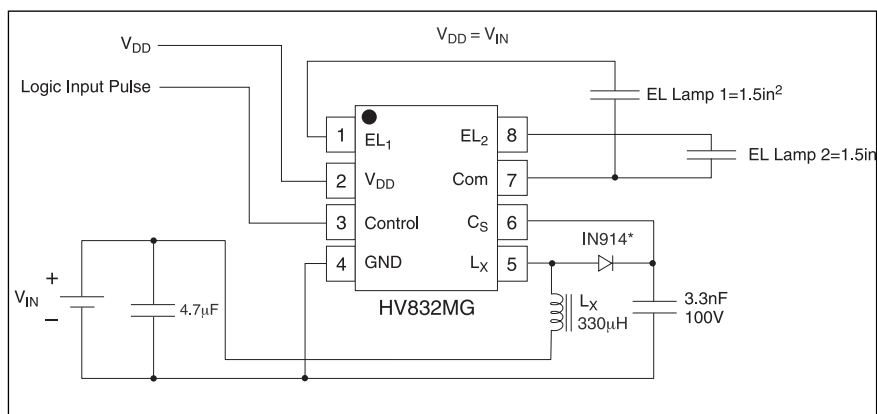 V_DD = V_IN
V_DD
Logic Input Pulse
EL Lamp 1=1.5in²
EL Lamp 2=1.5in
1 EL₁ EL₂ 8
2 V_DD Com 7
3 Control C_S 6
4 GND L_X 5
HV832MG
IN914*
+
V_IN
−
4.7μF
L_X
330μH
3.3nF
100V